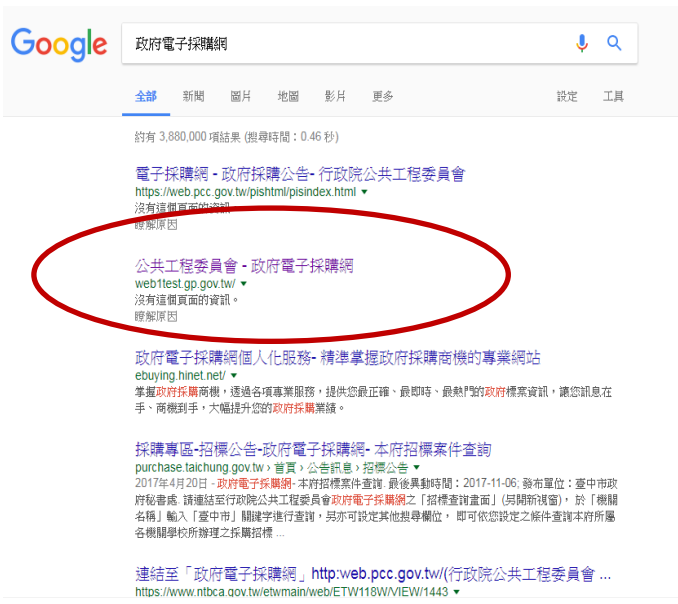 Google
政府電子採購網
全部 新聞 圖片 地圖 影片 更多 設定 工具
約有 3,880,000 項結果 (搜尋時間：0.46 秒)
電子採購網 - 政府採購公告- 行政院公共工程委員會
https://web.pcc.gov.tw/pishtml/pisindex.html
沒有這個頁面的資訊。
瞭解原因
公共工程委員會 - 政府電子採購網
web1test.gp.gov.tw/
沒有這個頁面的資訊。
瞭解原因
政府電子採購網個人化服務- 精準掌握政府採購商機的專業網站
ebuying.hinet.net/
掌握政府採購商機，透過各項專業服務，提供您最正確、最即時、最熱門的政府標案資訊，讓您訊息在
手、商機到手，大幅提升您的政府採購業績。
採購專區-招標公告-政府電子採購網- 本府招標案件查詢
purchase.taichung.gov.tw › 首頁 › 公告訊息 › 招標公告
2017年4月20日 - 政府電子採購網- 本府招標案件查詢. 最後異動時間：2017-11-06; 發布單位：臺中市政
府秘書處. 請連結至行政院公共工程委員會政府電子採購網之「招標查詢畫面」(另開新視窗)， 於「機關
名稱」輸入「臺中市」關鍵字進行查詢，另亦可設定其他搜尋欄位， 即可依您設定之條件查詢本府所屬
各機關學校所辦理之採購招標 ...
連結至「政府電子採購網」http:web.pcc.gov.tw/(行政院公共工程委員會 ...
https://www.ntbca.gov.tw/etwmain/web/ETW118W/VIEW/1443